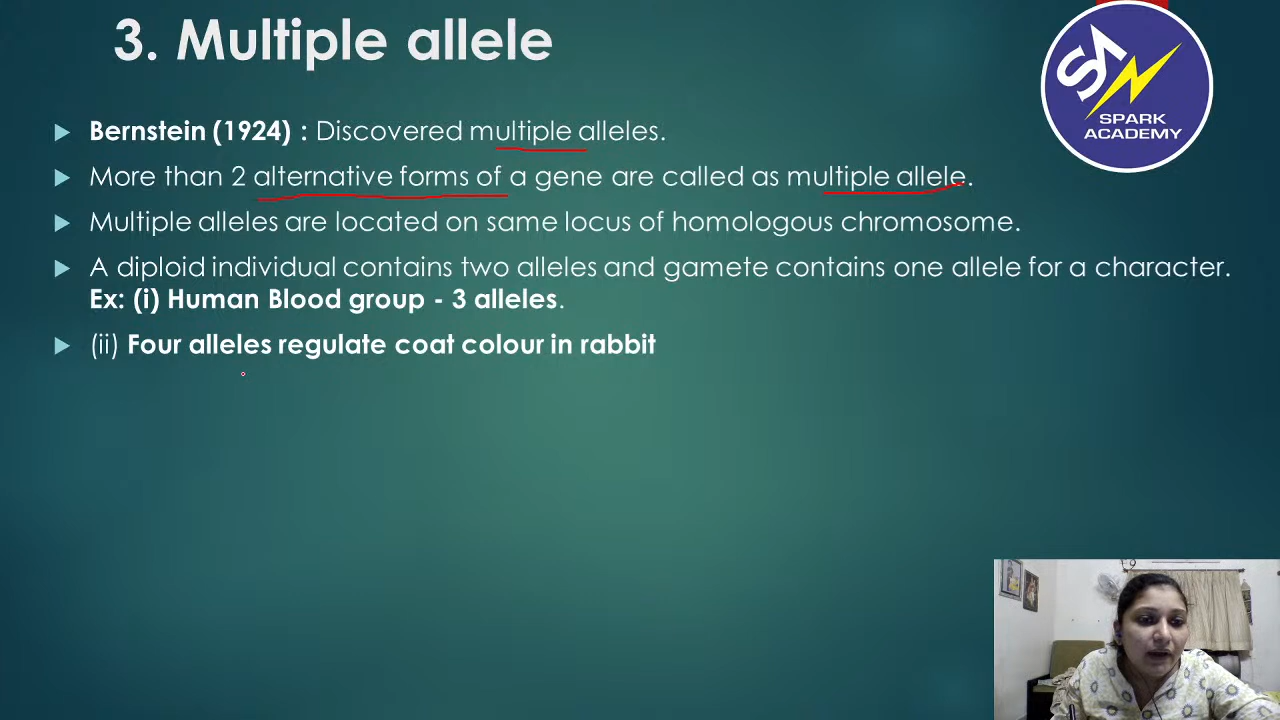 3. Multiple allele
SA
SPARK
ACADEMY
Bernstein (1924) : Discovered multiple alleles.
More than 2 alternative forms of a gene are called as multiple allele.
Multiple alleles are located on same locus of homologous chromosome.
A diploid individual contains two alleles and gamete contains one allele for a character.
Ex: (i) Human Blood group - 3 alleles.
(ii) Four alleles regulate coat colour in rabbit